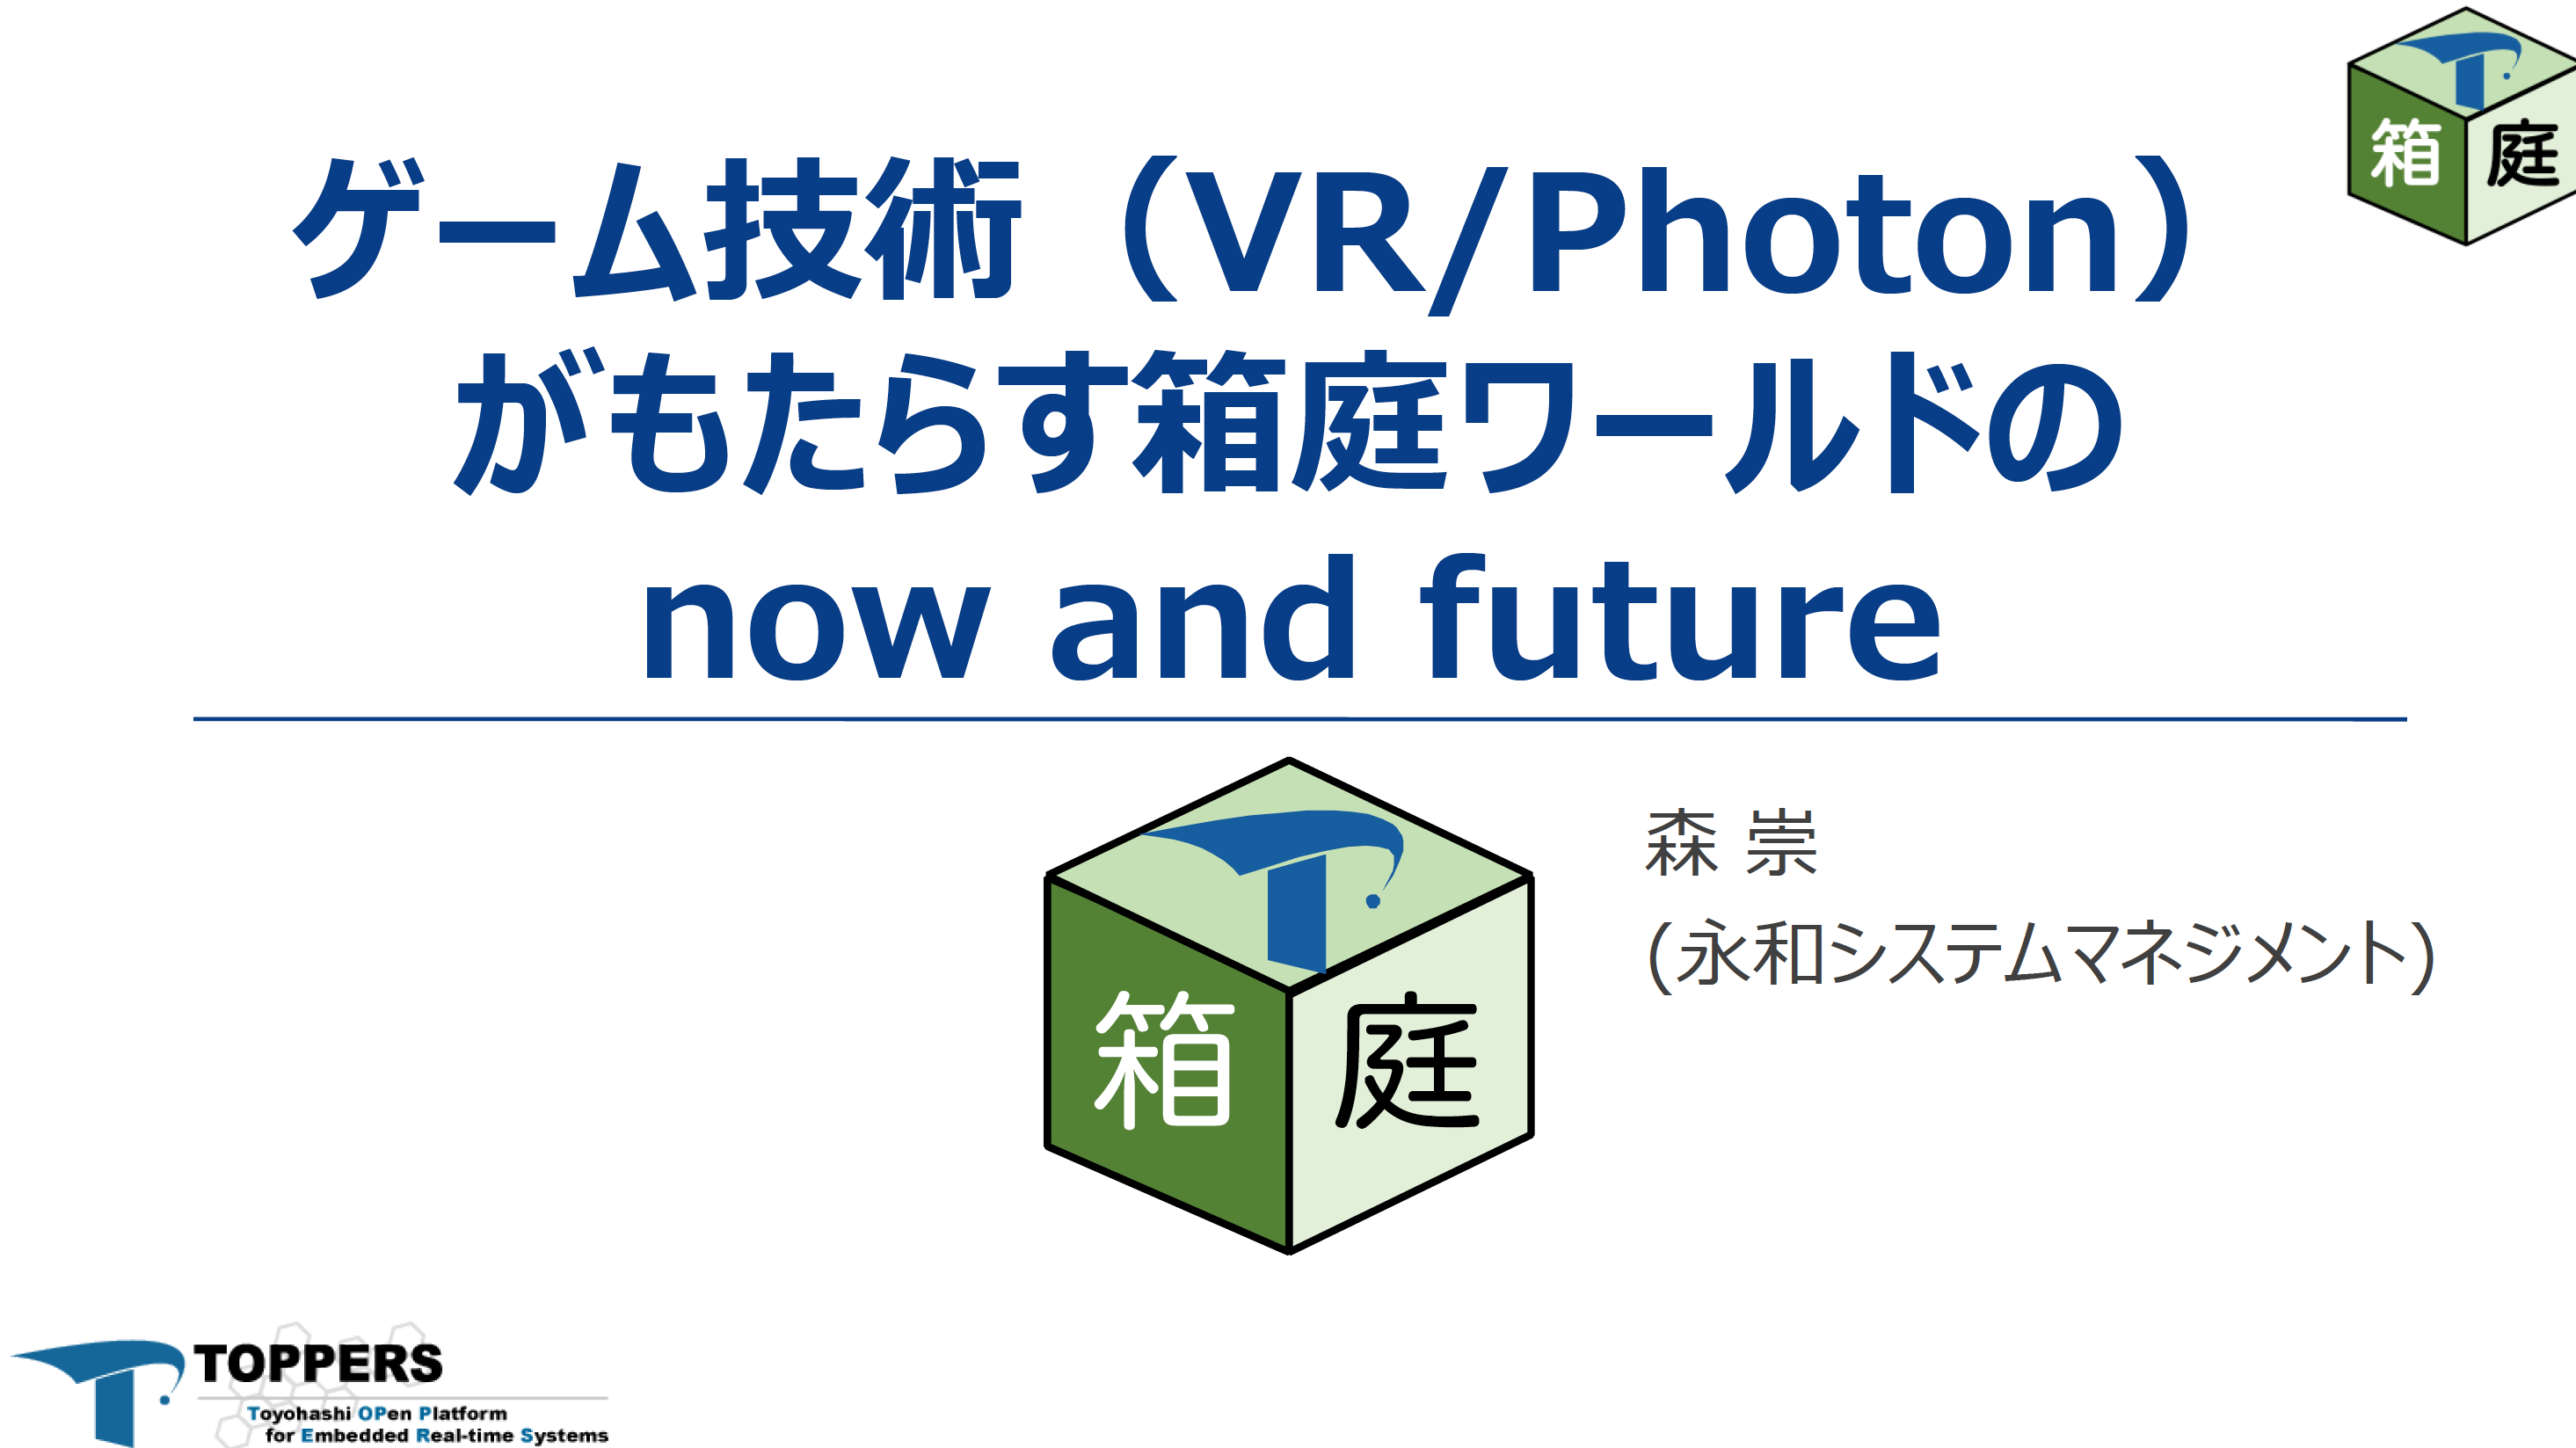 箱庭
ゲーム技術（VR/Photon）
がもたらす箱庭ワールドの
now and future
森 崇
(永和システムマネジメント)
箱庭
TOPPERS
Toyohashi OPen Platform
for Embedded Real-time Systems